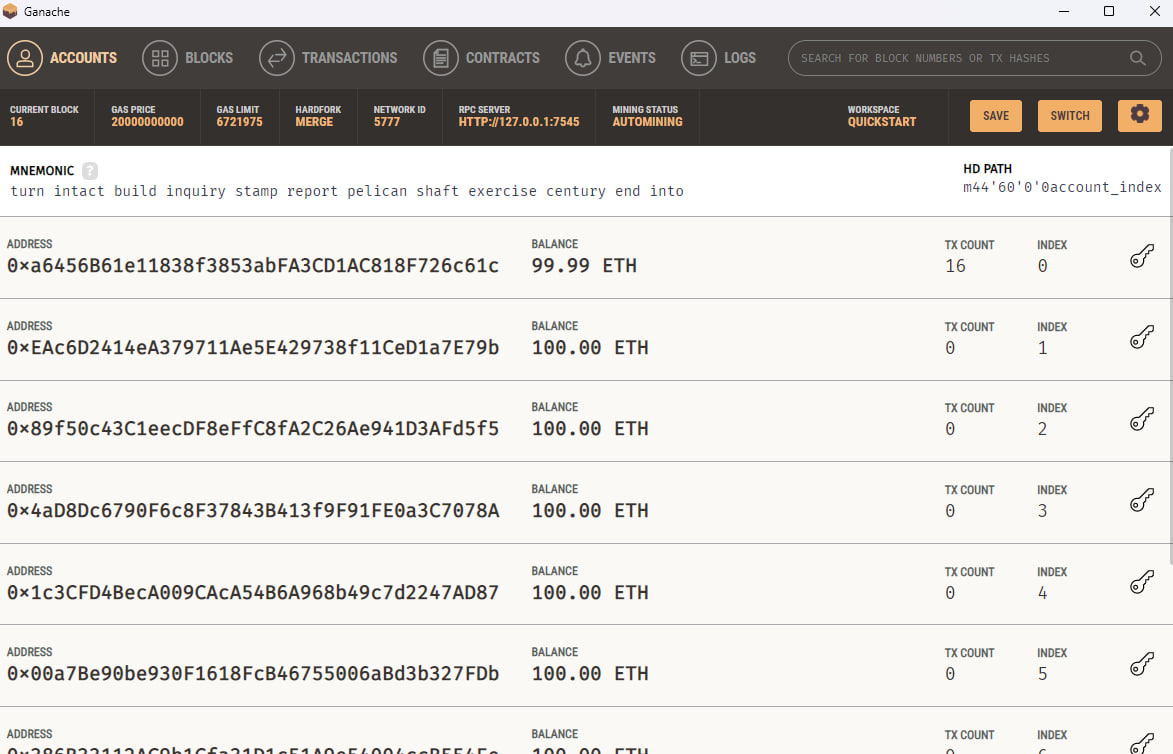 Ganache
ACCOUNTS BLOCKS TRANSACTIONS CONTRACTS EVENTS LOGS SEARCH FOR BLOCK NUMBERS OR TX HASHES
CURRENT BLOCK GAS PRICE GAS LIMIT HARDFORK NETWORK ID RPC SERVER MINING STATUS WORKSPACE
16 20000000000 6721975 MERGE 5777 HTTP://127.0.0.1:7545 AUTOMINING QUICKSTART SAVE SWITCH
MNEMONIC ? HD PATH
turn intact build inquiry stamp report pelican shaft exercise century end into m44'60'0'0account_index
ADDRESS BALANCE TX COUNT INDEX
0×a6456B61e11838f3853abFA3CD1AC818F726c61c 99.99 ETH 16 0
ADDRESS BALANCE TX COUNT INDEX
0×EAc6D2414eA379711Ae5E429738f11CeD1a7E79b 100.00 ETH 0 1
ADDRESS BALANCE TX COUNT INDEX
0×89f50c43C1eecDF8eFfC8fA2C26Ae941D3AFd5f5 100.00 ETH 0 2
ADDRESS BALANCE TX COUNT INDEX
0×4aD8Dc6790F6c8F37843B413f9F91FE0a3C7078A 100.00 ETH 0 3
ADDRESS BALANCE TX COUNT INDEX
0×1c3CFD4BecA009CAcA54B6A968b49c7d2247AD87 100.00 ETH 0 4
ADDRESS BALANCE TX COUNT INDEX
0×00a7Be90be930F1618FcB46755006aBd3b327FDb 100.00 ETH 0 5
ADDRESS BALANCE TX COUNT INDEX
100.00 ETH 0 6